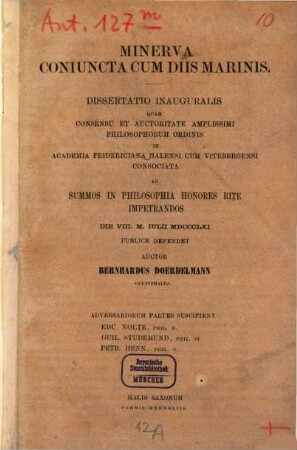 Ant. 127 m
10
MINERVA
CONIUNCTA CUM DIIS MARINIS.
DISSERTATIO INAUGURALIS
QUAM
CONSENSU ET AUCTORITATE AMPLISSIMI
PHILOSOPHORUM ORDINIS
IN
ACADEMIA FRIDERICIANA HALENSI CUM VITEBERGENSI
CONSOCIATA
AD
SUMMOS IN PHILOSOPHIA HONORES RITE
IMPETRANDOS
DIE VIII. M. IULII MDCCCLXI
PUBLICE DEFENDET
AUCTOR
BERNHARDUS DOERDELMANN
GUESTPHALUS.
ADVERSARIORUM PARTES SUSCIPIENT:
EDU. NOLTE, PHIL. D.
GUIL. STUDEMUND, PHIL. ST
PETR. HENN, PHIL.
Bayerische
Staatsbibliothek
MÜNCHEN
HALIS SAXONUM
FORMIS
12A